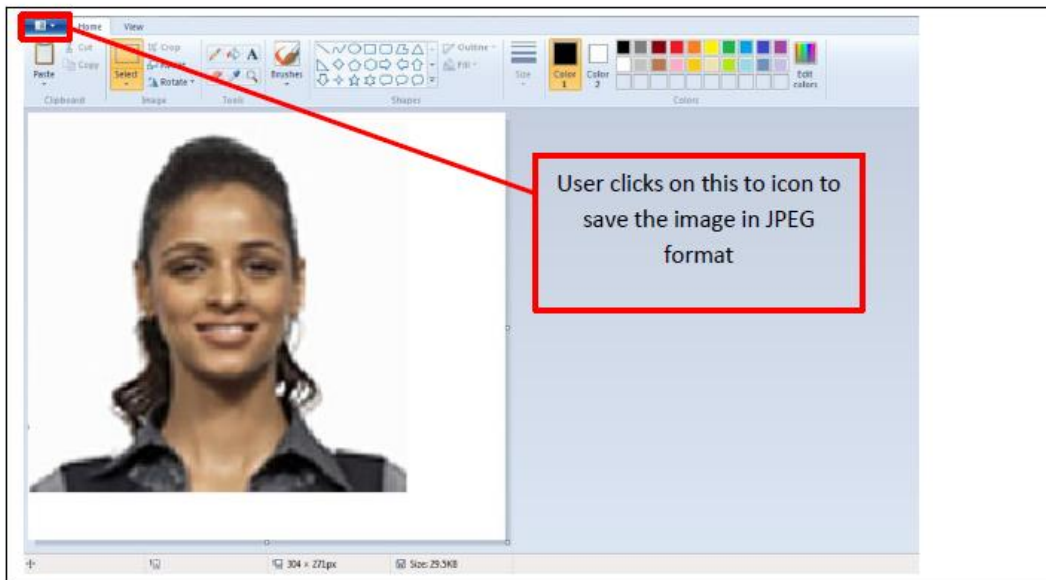 Home View
Cut
Copy
Paste
Clipboard
Select
Crop
Rotate
Image
Tools
Brushes
Shapes
Outline
Fill
Size
Color 1
Color 2
Edit colors
Colors
User clicks on this to icon to
save the image in JPEG
format
304 × 271px
Size: 29.5KB